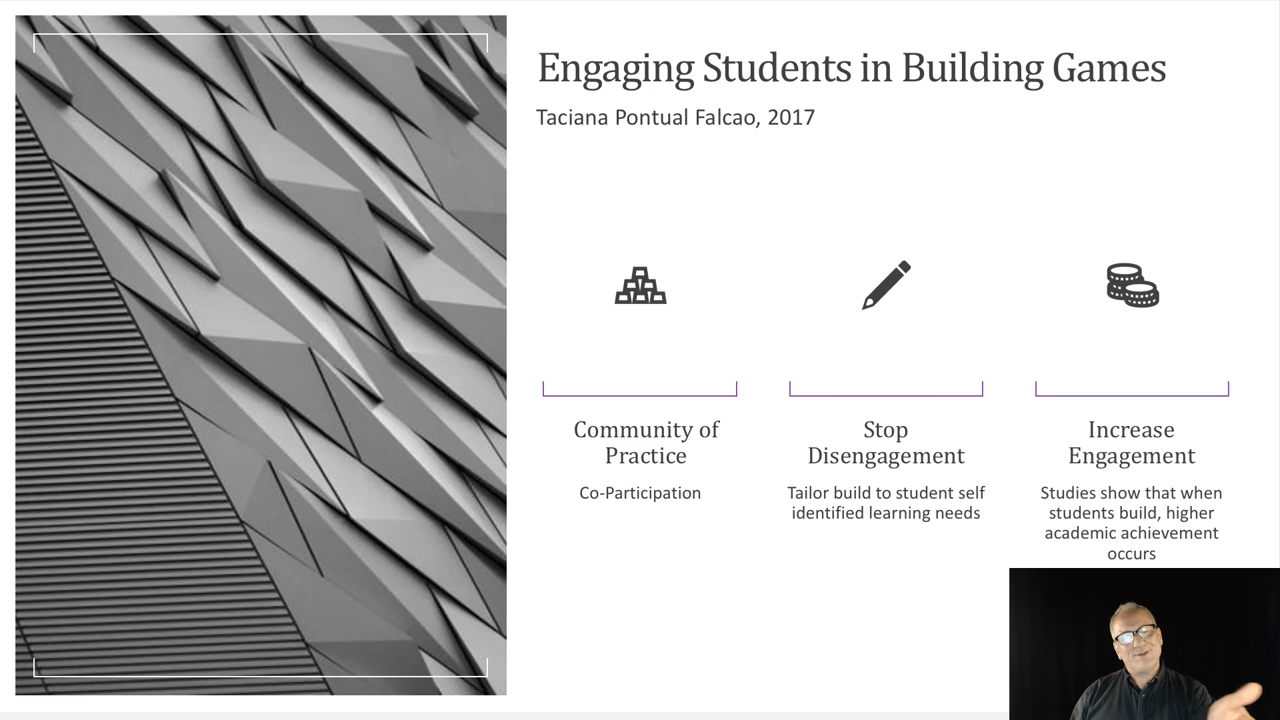 Engaging Students in Building Games
Taciana Pontual Falcao, 2017
Community of
Practice
Co-Participation
Stop
Disengagement
Tailor build to student self
identified learning needs
Increase
Engagement
Studies show that when
students build, higher
academic achievement
occurs